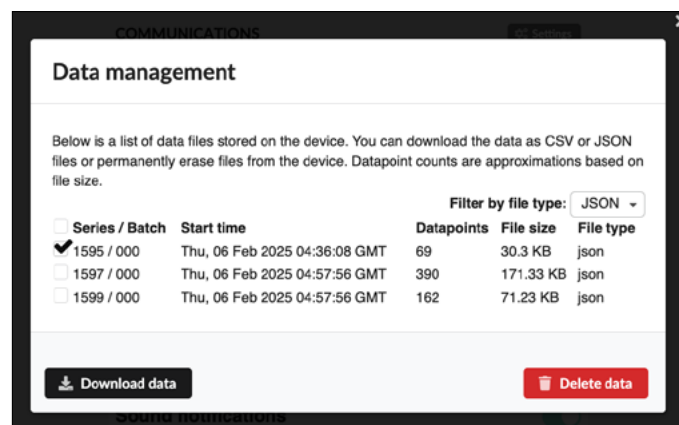 COMMUNICATIONS Settings
Data management
Below is a list of data files stored on the device. You can download the data as CSV or JSON
files or permanently erase files from the device. Datapoint counts are approximations based on
file size.
Filter by file type: JSON
Series / Batch Start time Datapoints File size File type
1595 / 000 Thu, 06 Feb 2025 04:36:08 GMT 69 30.3 KB json
1597 / 000 Thu, 06 Feb 2025 04:57:56 GMT 390 171.33 KB json
1599 / 000 Thu, 06 Feb 2025 04:57:56 GMT 162 71.23 KB json
Download data Delete data
Sound notifications